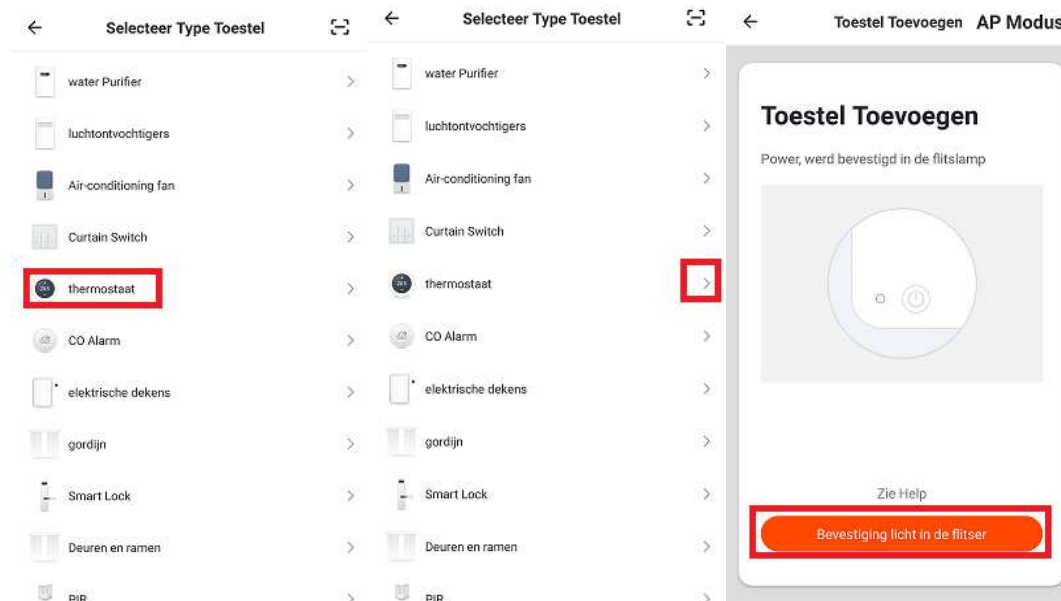 Selecteer Type Toestel
water Purifier
luchtontvochtigers
Air-conditioning fan
Curtain Switch
thermostaat
CO Alarm
elektrische dekens
gordijn
Smart Lock
Deuren en ramen
PIR
Selecteer Type Toestel
water Purifier
luchtontvochtigers
Air-conditioning fan
Curtain Switch
thermostaat
CO Alarm
elektrische dekens
gordijn
Smart Lock
Deuren en ramen
PIR
Toestel Toevoegen AP Modus
Toestel Toevoegen
Power, werd bevestigd in de flitslamp
Zie Help
Bevestiging licht in de flitser